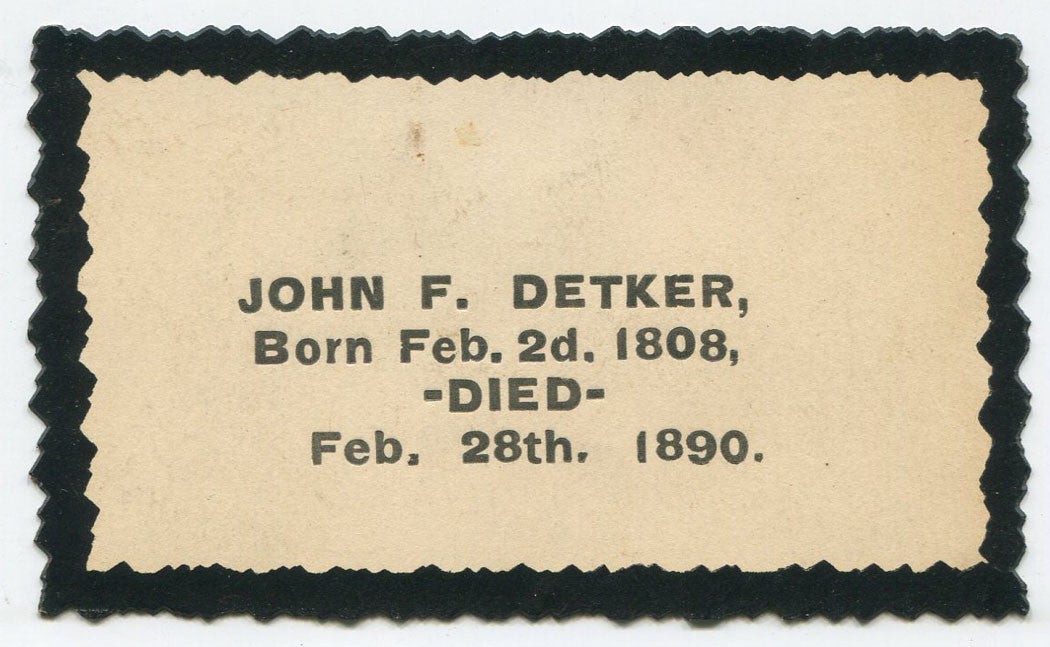 JOHN F. DETKER,
Born Feb. 2d. 1808,
-DIED-
Feb. 28th. 1890.